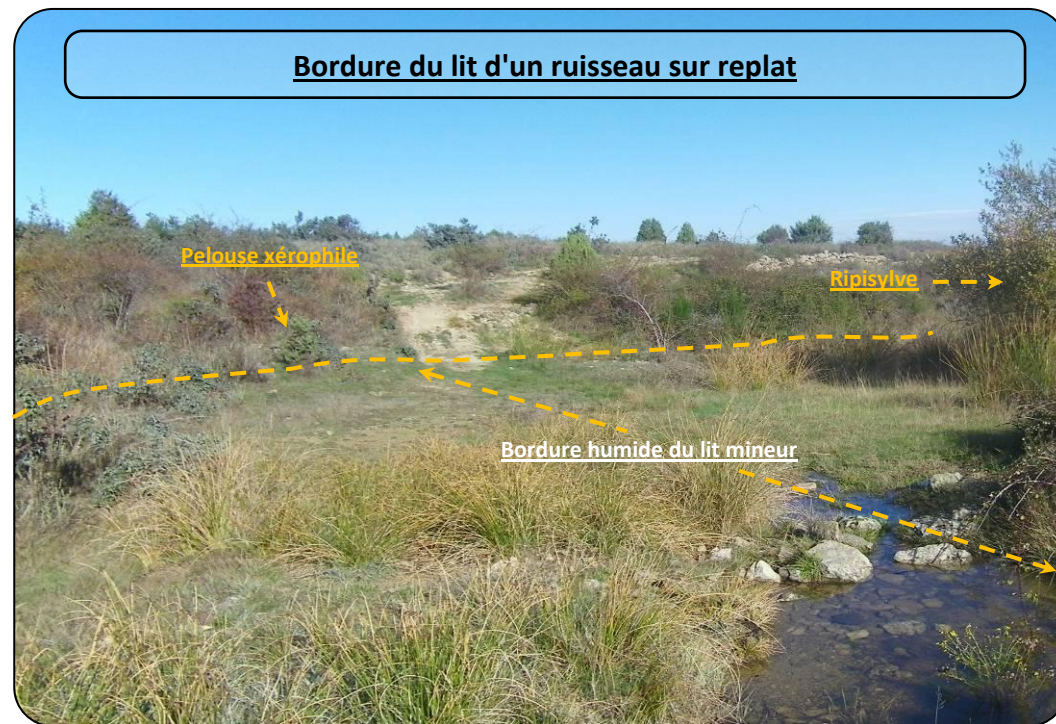 Bordure du lit d'un ruisseau sur replat
Pelouse xérophile
Ripisylve
Bordure humide du lit mineur